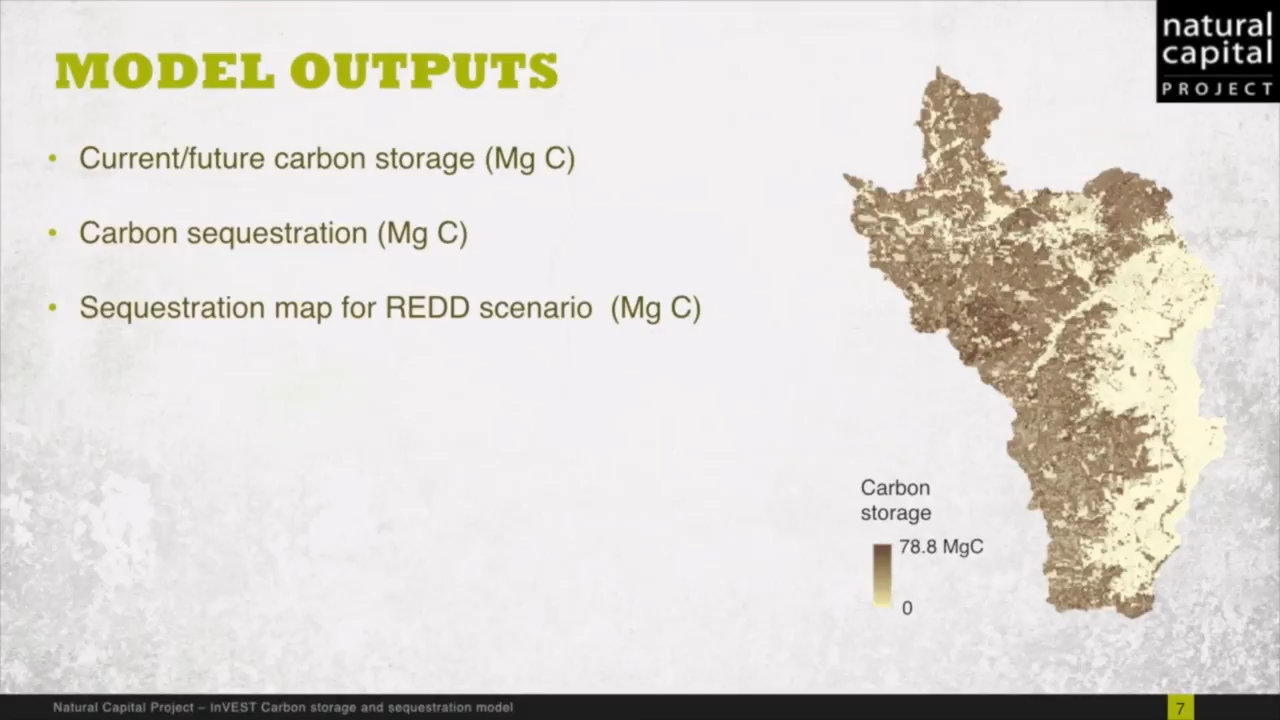 MODEL OUTPUTS
natural
capital
PROJECT
• Current/future carbon storage (Mg C)
• Carbon sequestration (Mg C)
• Sequestration map for REDD scenario (Mg C)
Carbon
storage
78.8 MgC
0
Natural Capital Project – InVEST Carbon storage and sequestration model
7